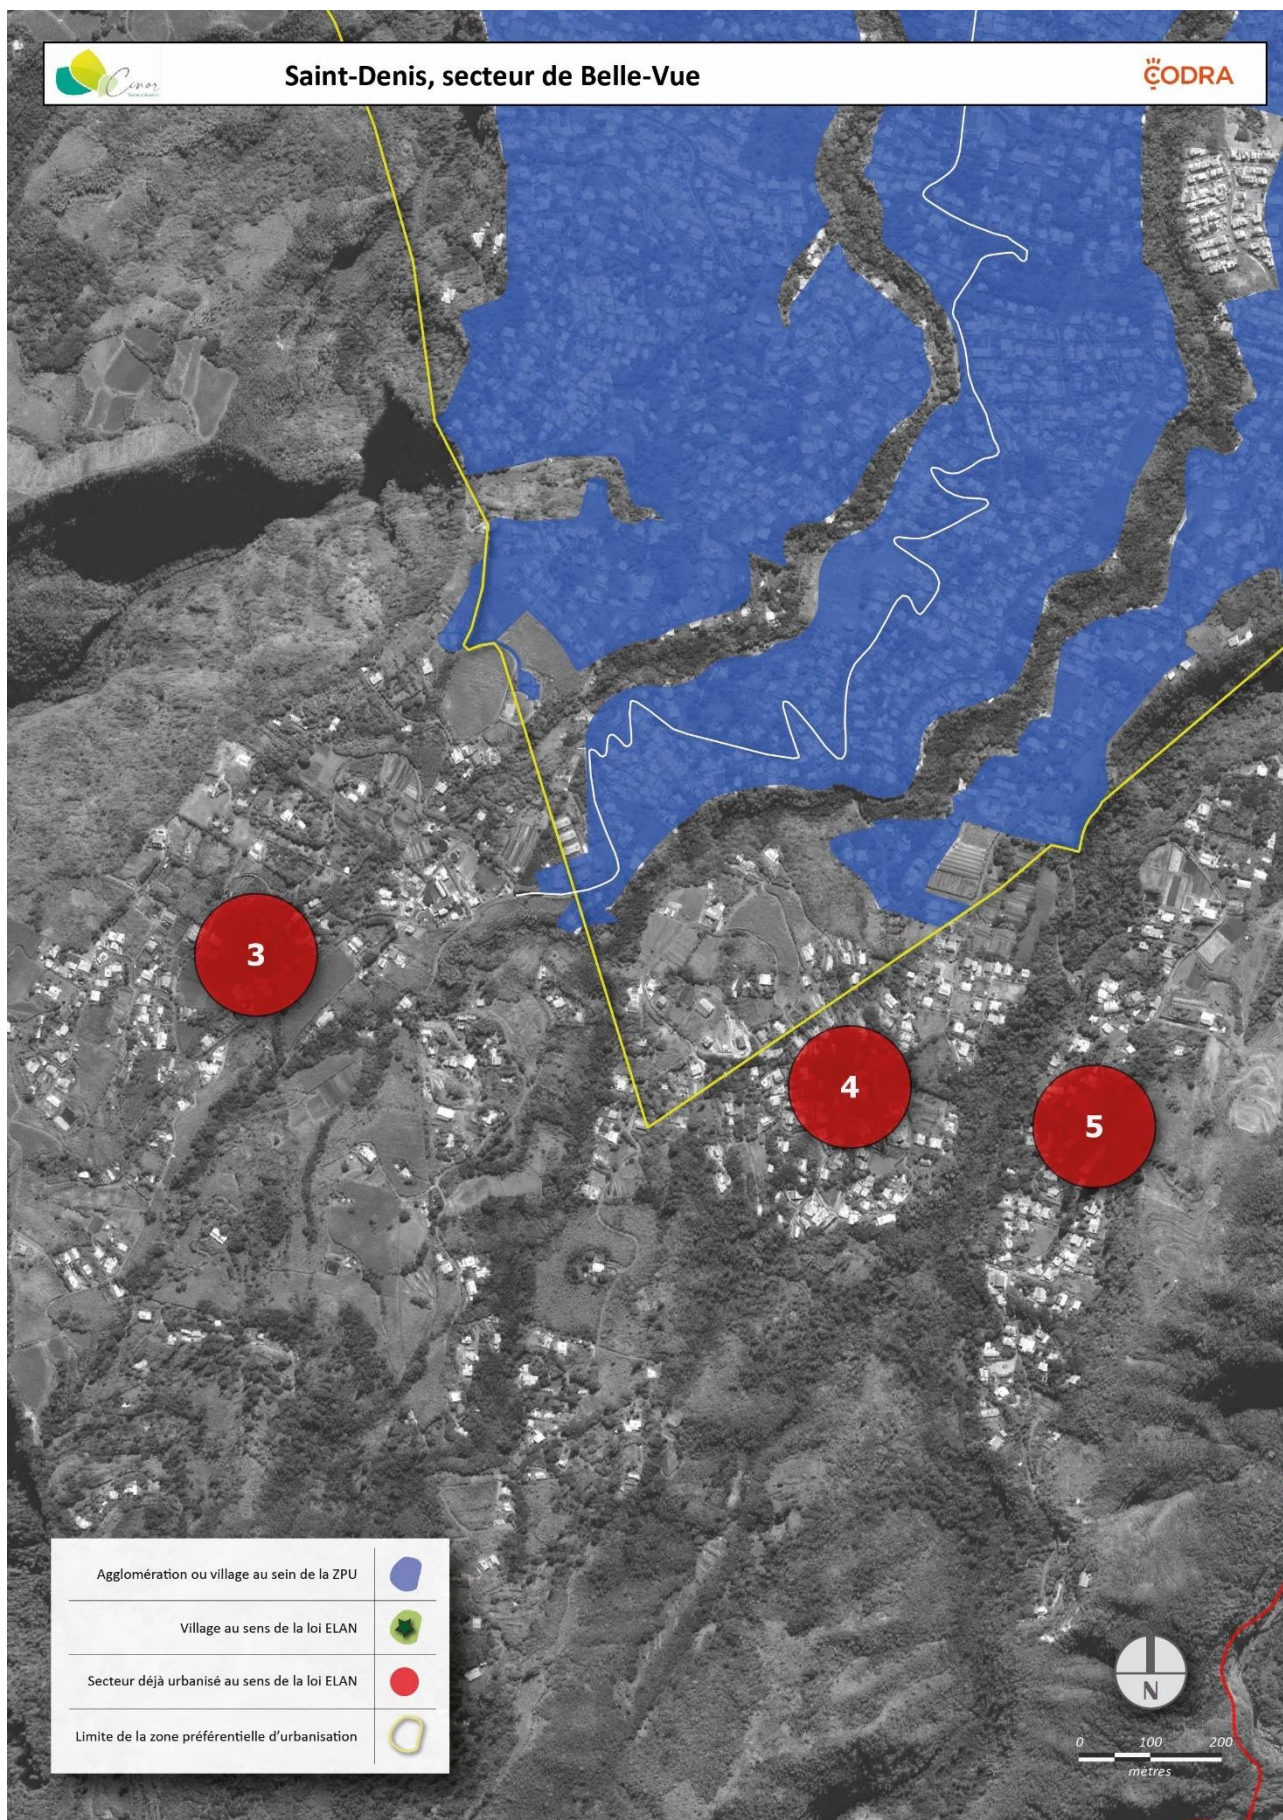 Cinor
Saint-Denis, secteur de Belle-Vue
CODRA
3
4
5
Agglomération ou village au sein de la ZPU
Village au sens de la loi ELAN
Secteur déjà urbanisé au sens de la loi ELAN
Limite de la zone préférentielle d'urbanisation
N
0 100 200
mètres